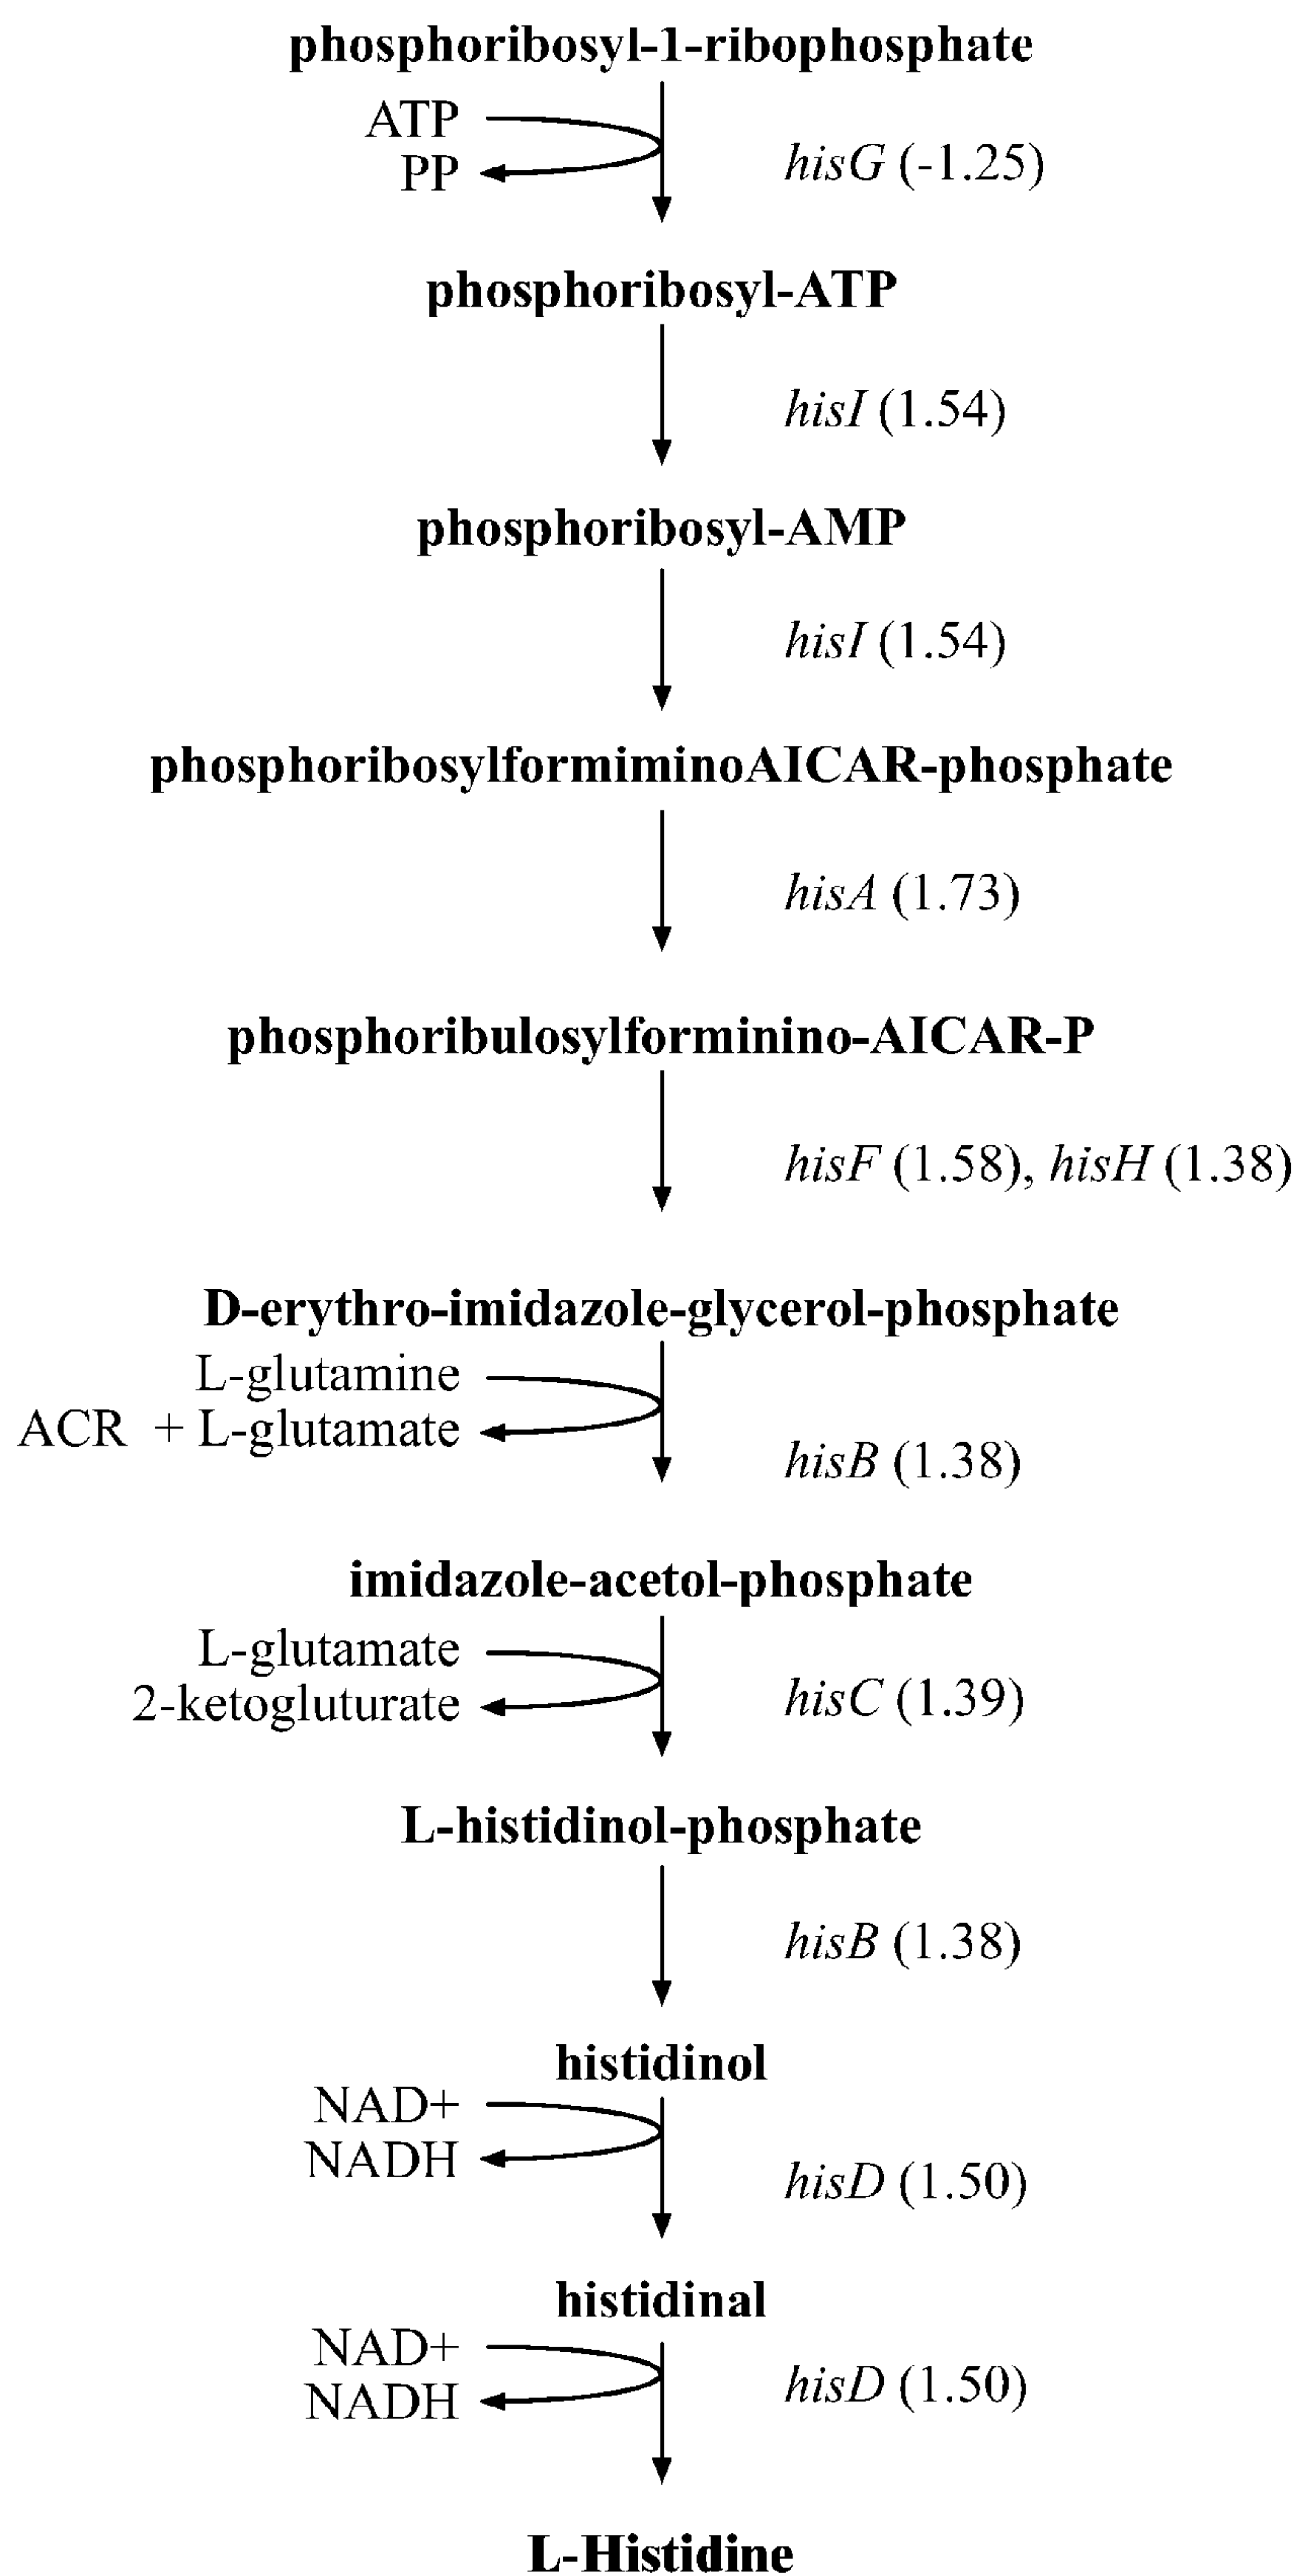 phosphoribosyl-1-ribophosphate
ATP
PP
hisG (-1.25)
phosphoribosyl-ATP
hisI (1.54)
phosphoribosyl-AMP
hisI (1.54)
phosphoribosylformiminoAICAR-phosphate
hisA (1.73)
phosphoribulosylforminino-AICAR-P
hisF (1.58), hisH (1.38)
D-erythro-imidazole-glycerol-phosphate
L-glutamine
ACR + L-glutamate
hisB (1.38)
imidazole-acetol-phosphate
L-glutamate
2-ketogluturate
hisC (1.39)
L-histidinol-phosphate
hisB (1.38)
histidinol
NAD+
NADH
hisD (1.50)
histidinal
NAD+
NADH
hisD (1.50)
L-Histidine